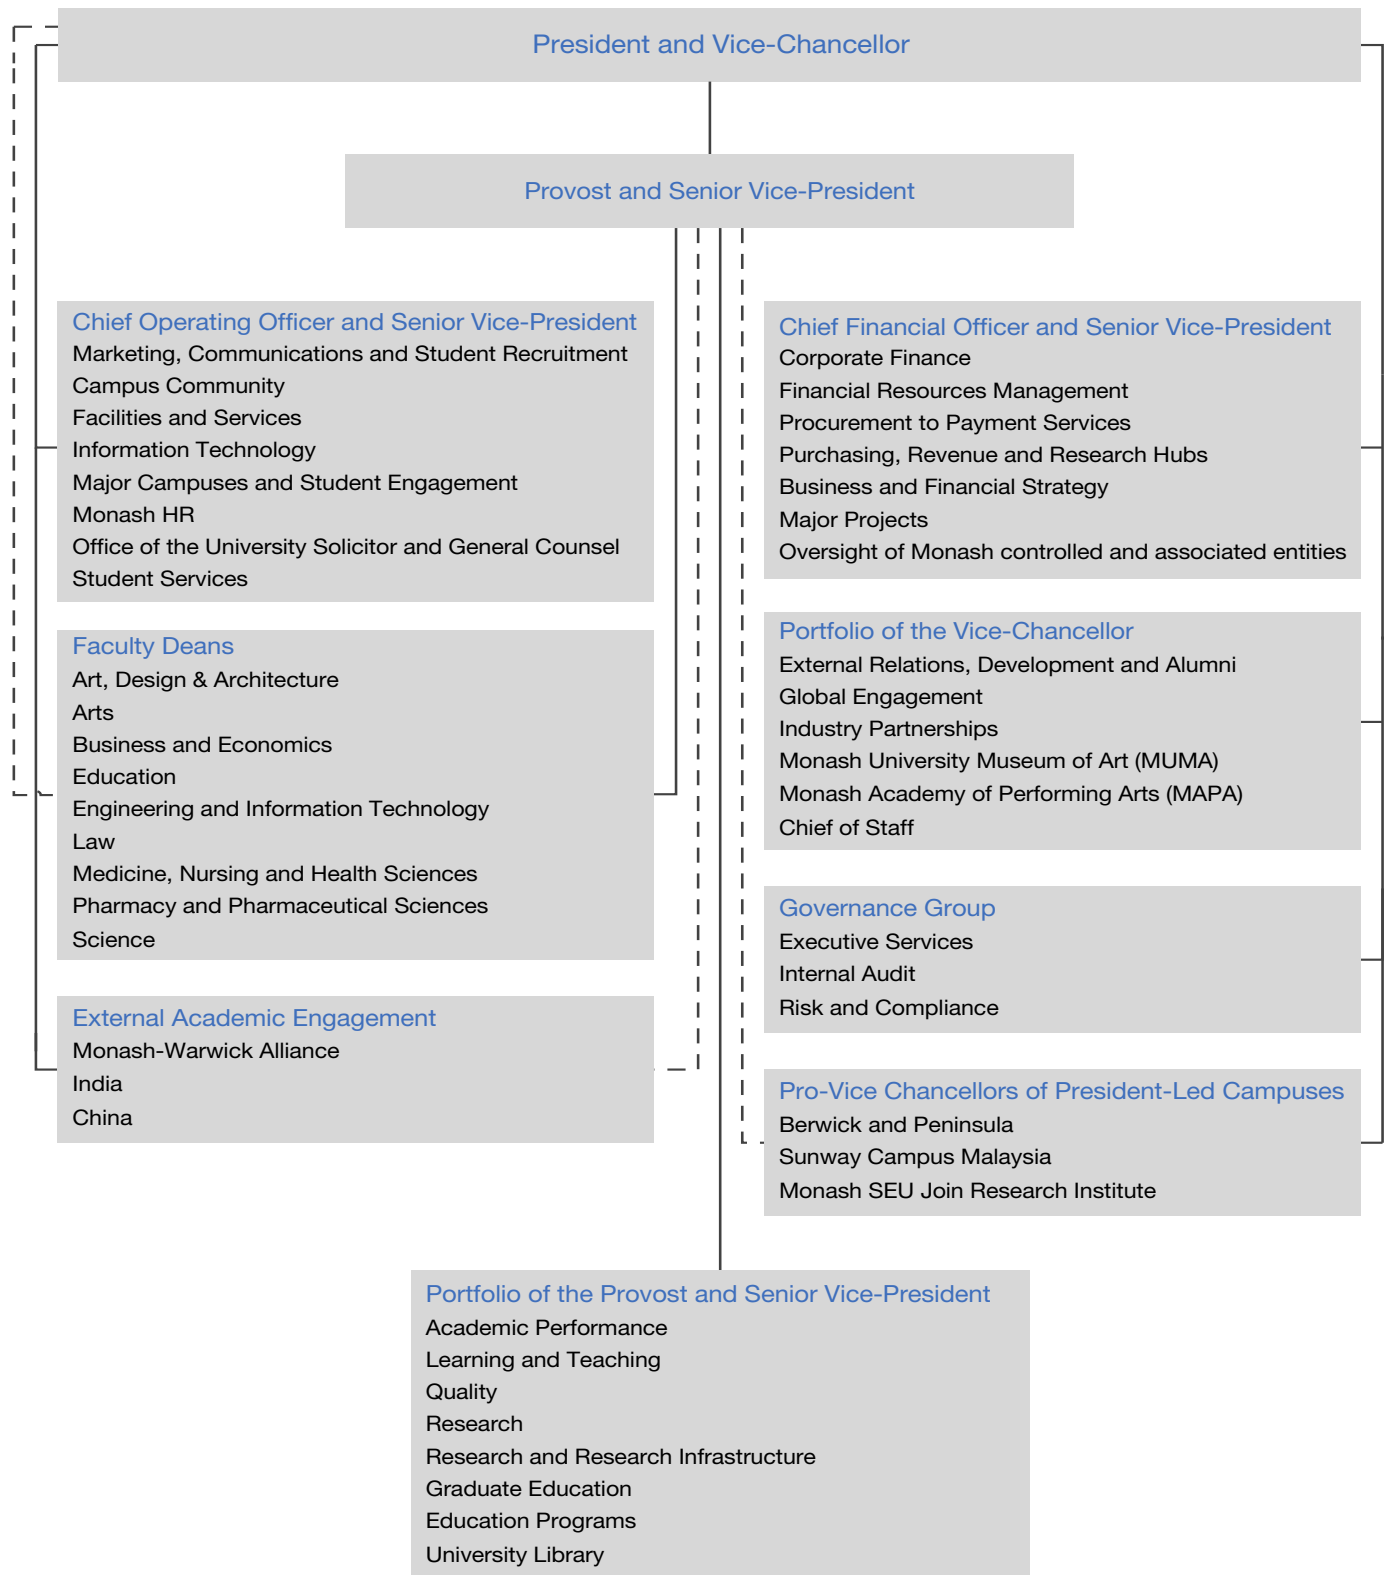 President and Vice-Chancellor
Provost and Senior Vice-President
Chief Operating Officer and Senior Vice-President
Marketing, Communications and Student Recruitment
Campus Community
Facilities and Services
Information Technology
Major Campuses and Student Engagement
Monash HR
Office of the University Solicitor and General Counsel
Student Services
Faculty Deans
Art, Design & Architecture
Arts
Business and Economics
Education
Engineering and Information Technology
Law
Medicine, Nursing and Health Sciences
Pharmacy and Pharmaceutical Sciences
Science
External Academic Engagement
Monash-Warwick Alliance
India
China
Chief Financial Officer and Senior Vice-President
Corporate Finance
Financial Resources Management
Procurement to Payment Services
Purchasing, Revenue and Research Hubs
Business and Financial Strategy
Major Projects
Oversight of Monash controlled and associated entities
Portfolio of the Vice-Chancellor
External Relations, Development and Alumni
Global Engagement
Industry Partnerships
Monash University Museum of Art (MUMA)
Monash Academy of Performing Arts (MAPA)
Chief of Staff
Governance Group
Executive Services
Internal Audit
Risk and Compliance
Pro-Vice Chancellors of President-Led Campuses
Berwick and Peninsula
Sunway Campus Malaysia
Monash SEU Join Research Institute
Portfolio of the Provost and Senior Vice-President
Academic Performance
Learning and Teaching
Quality
Research
Research and Research Infrastructure
Graduate Education
Education Programs
University Library